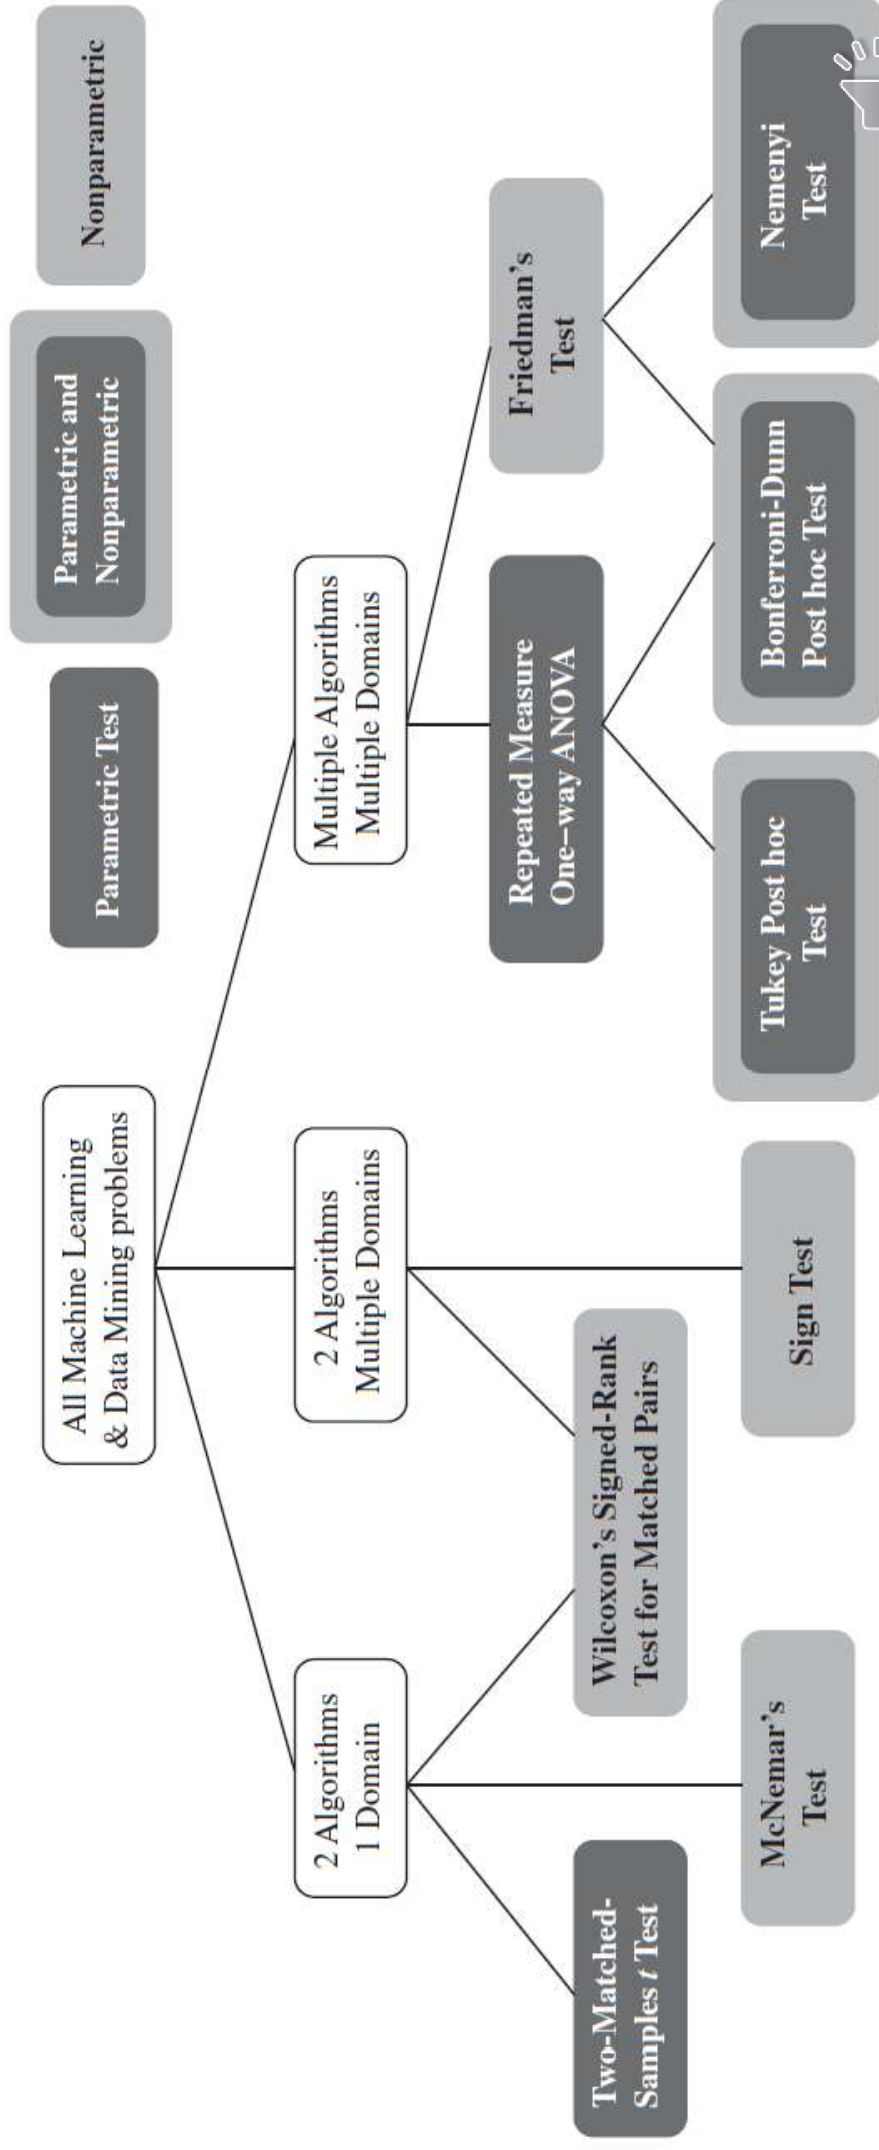 Parametric Test
Parametric and
Nonparametric
Nonparametric
All Machine Learning
& Data Mining problems
2 Algorithms
1 Domain
2 Algorithms
Multiple Domains
Multiple Algorithms
Multiple Domains
Repeated Measure
One–way ANOVA
Friedman’s
Test
Two-Matched-
Samples t Test
Wilcoxon’s Signed-Rank
Test for Matched Pairs
McNemar’s
Test
Sign Test
Tukey Post hoc
Test
Bonferroni-Dunn
Post hoc Test
Nemenyi
Test